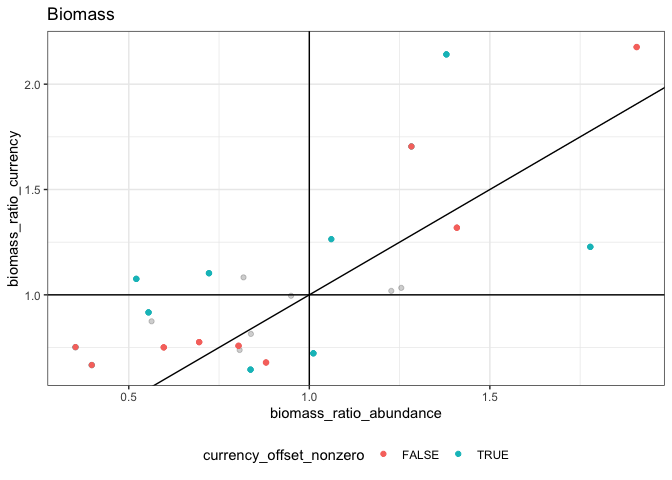 Biomass
biomass_ratio_currency
2.0
1.5
1.0
0.5 1.0 1.5
biomass_ratio_abundance
currency_offset_nonzero FALSE TRUE